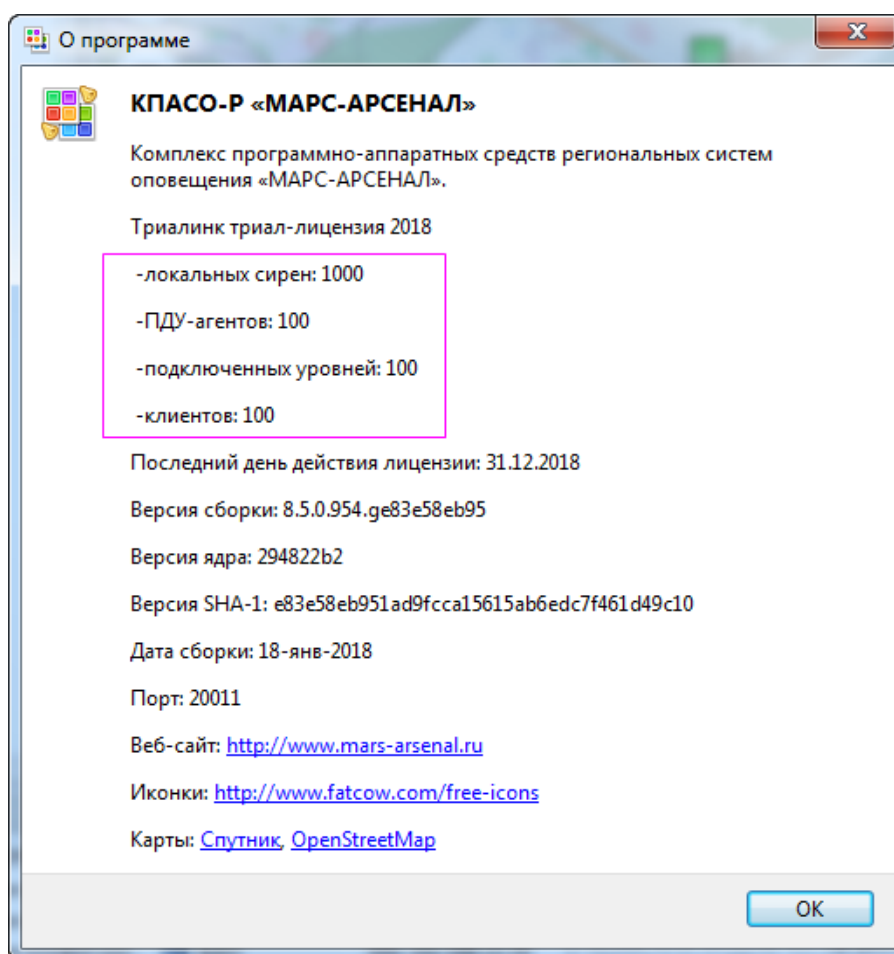 О программе
КПАСО-Р «МАРС-АРСЕНАЛ»
Комплекс программно-аппаратных средств региональных систем
оповещения «МАРС-АРСЕНАЛ».
Триалинк триал-лицензия 2018
-локальных сирен: 1000
-ПДУ-агентов: 100
-подключенных уровней: 100
-клиентов: 100
Последний день действия лицензии: 31.12.2018
Версия сборки: 8.5.0.954.ge83e58eb95
Версия ядра: 294822b2
Версия SHA-1: e83e58eb951ad9fcca15615ab6edc7f461d49c10
Дата сборки: 18-янв-2018
Порт: 20011
Веб-сайт: http://www.mars-arsenal.ru
Иконки: http://www.fatcow.com/free-icons
Карты: Спутник, OpenStreetMap
OK